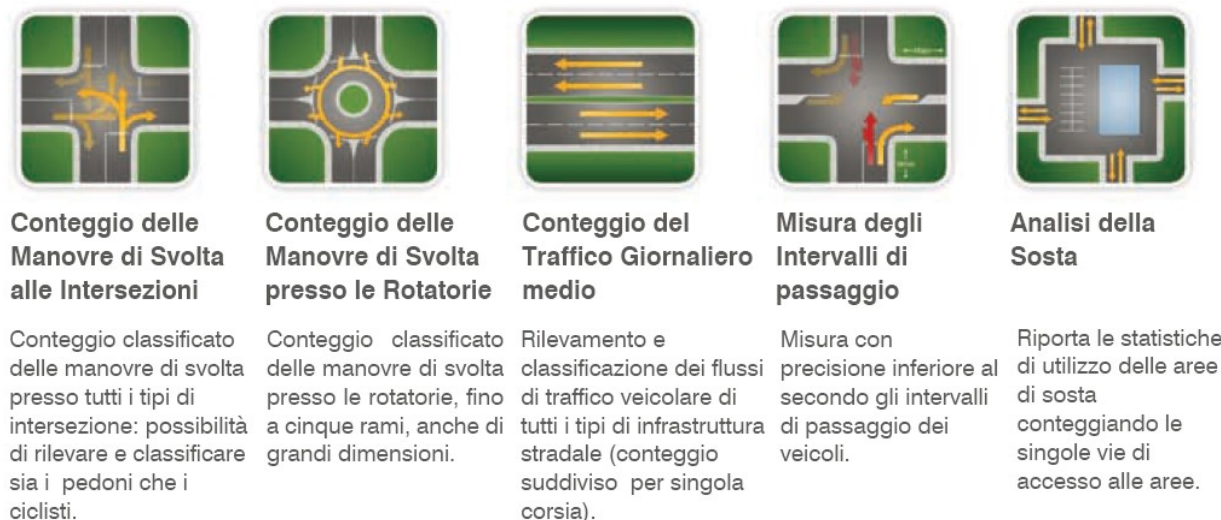 Conteggio delle
Manovre di Svolta
alle Intersezioni
Conteggio classificato
delle manovre di svolta
presso tutti i tipi di
intersezione: possibilità
di rilevare e classificare
sia i pedoni che i
ciclisti.
Conteggio delle
Manovre di Svolta
presso le Rotatorie
Conteggio classificato
delle manovre di svolta
presso le rotatorie, fino
a cinque rami, anche di
grandi dimensioni.
Conteggio del
Traffico Giornaliero
medio
Rilevamento e
classificazione dei flussi
di traffico veicolare di
tutti i tipi di infrastruttura
stradale (conteggio
suddiviso per singola
corsia).
Misura degli
Intervalli di
passaggio
Misura con
precisione inferiore al
secondo gli intervalli
di passaggio dei
veicoli.
Analisi della
Sosta
Riporta le statistiche
di utilizzo delle aree
di sosta
conteggiando le
singole vie di
accesso alle aree.